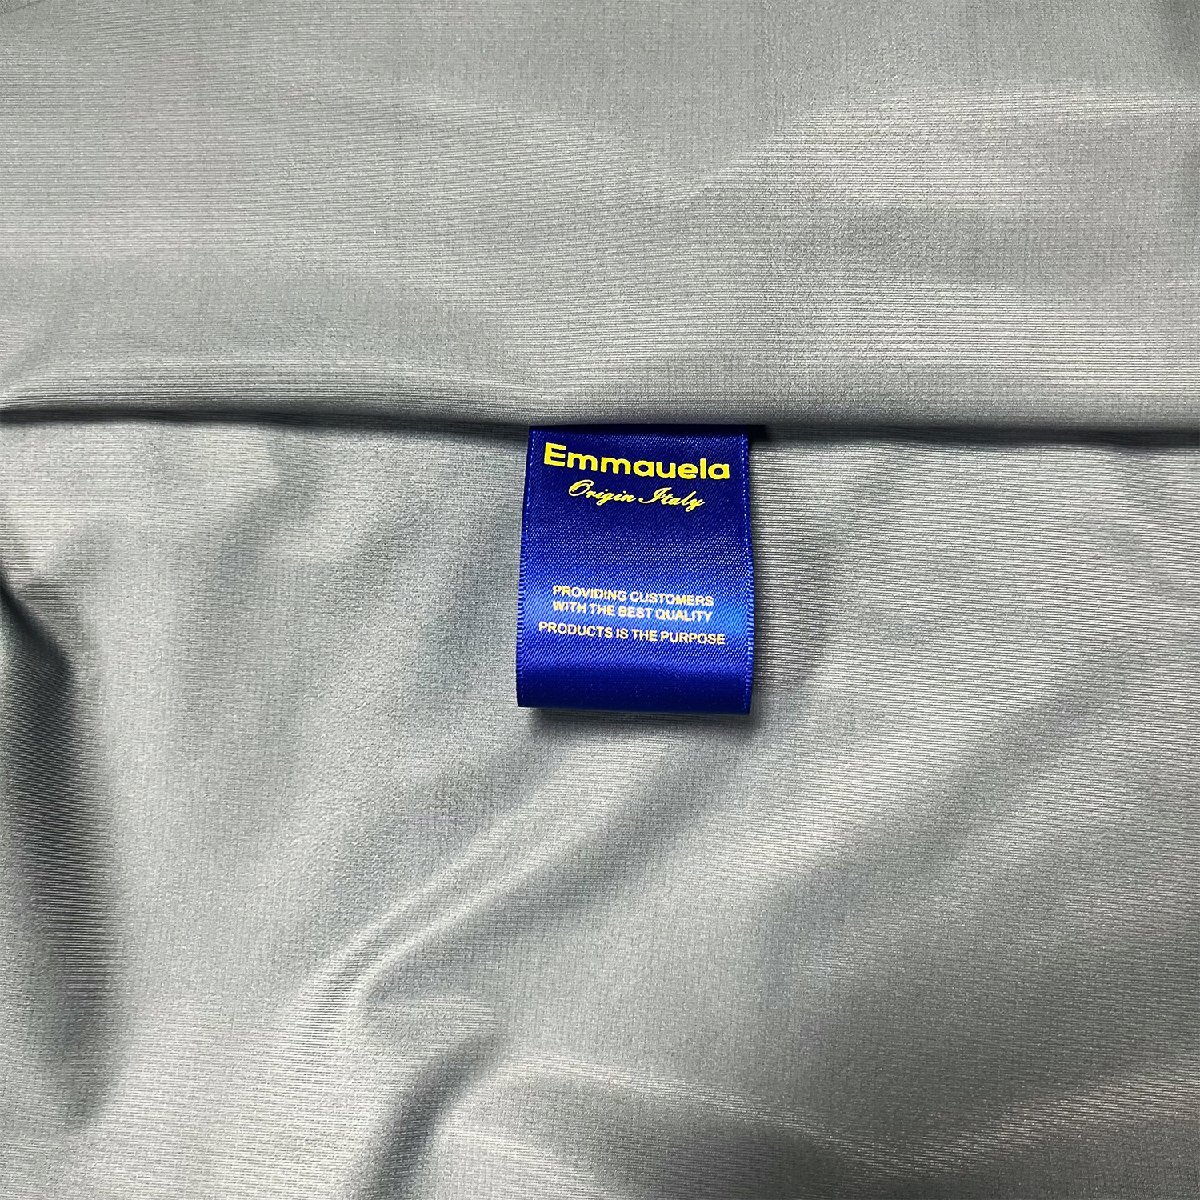 Emmauela
Origin Italy
PROVIDING CUSTOMERS
WITH THE BEST QUALITY
PRODUCTS IS THE PURPOSE